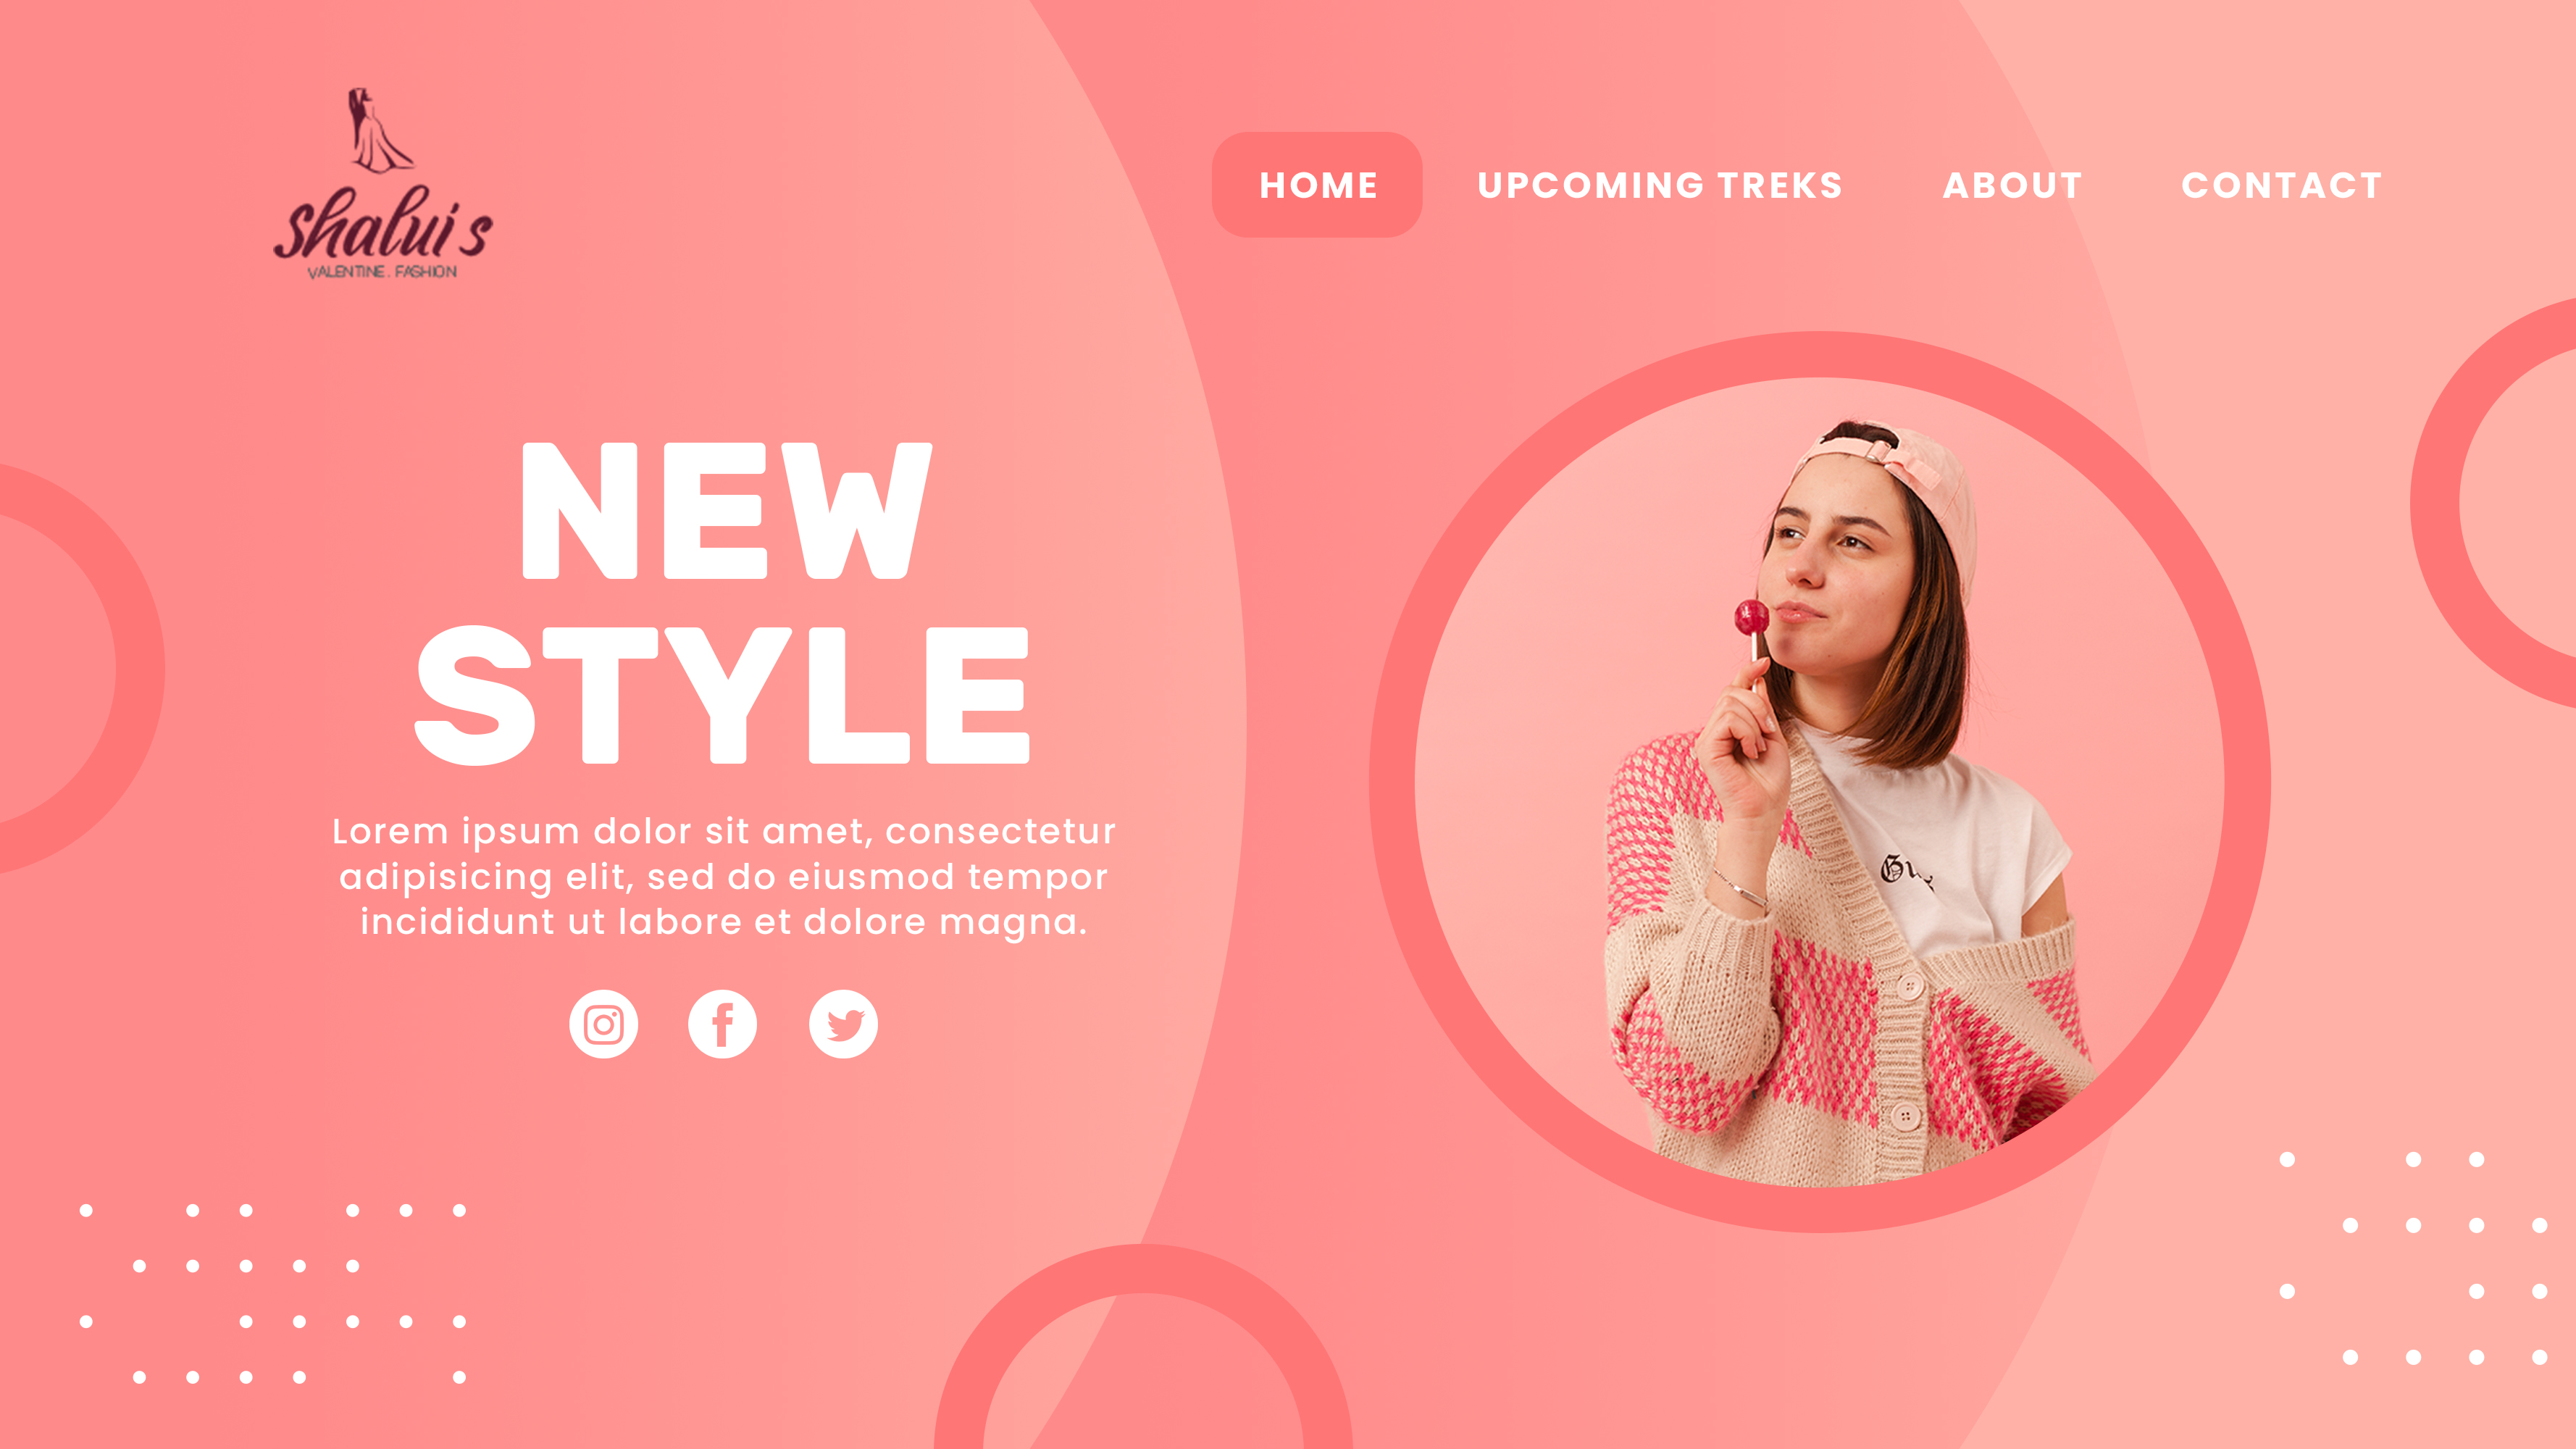 shalui's
VALENTINE. FASHION
HOME
UPCOMING TREKS
ABOUT
CONTACT
NEW
STYLE
Lorem ipsum dolor sit amet, consectetur
adipisicing elit, sed do eiusmod tempor
incididunt ut labore et dolore magna.